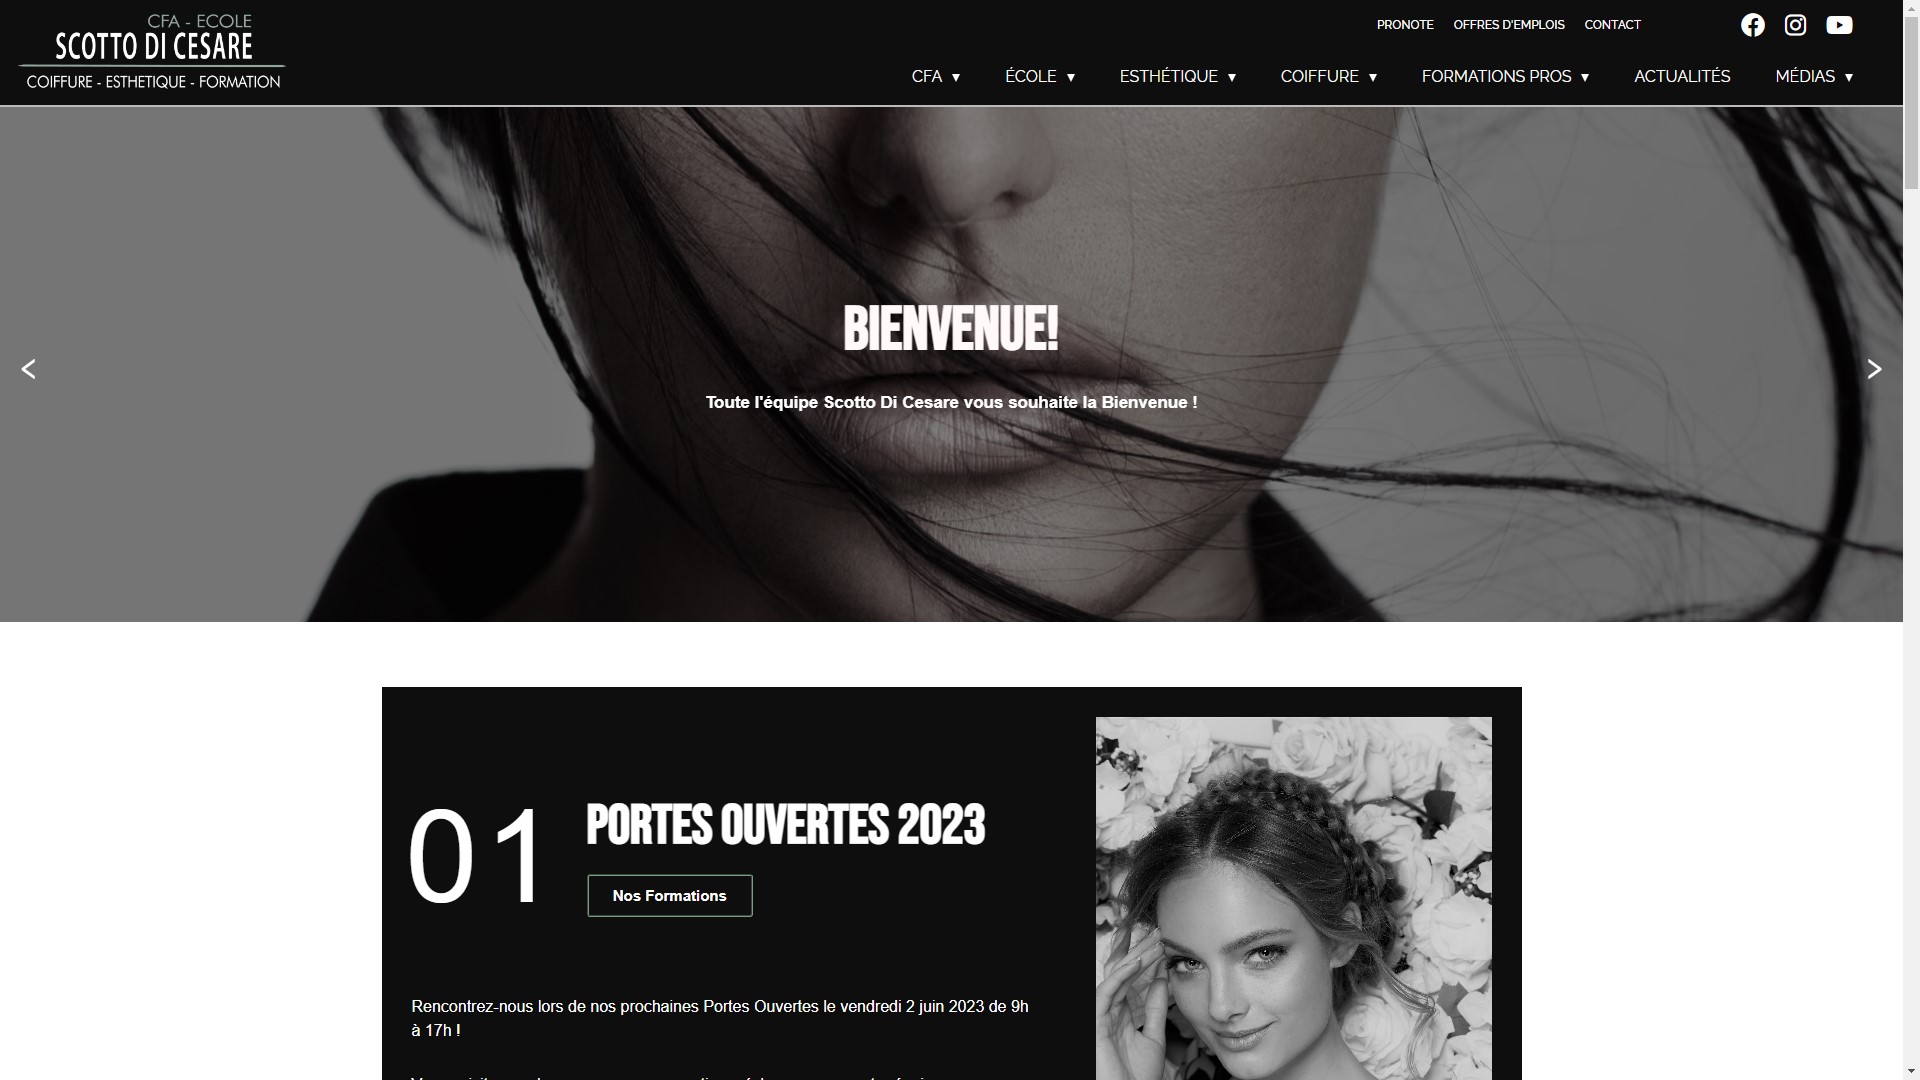 CFA - ECOLE
SCOTTO DI CESARE
COIFFURE - ESTHETIQUE - FORMATION
PRONOTE OFFRES D'EMPLOIS CONTACT
CFA ▼ ÉCOLE ▼ ESTHÉTIQUE ▼ COIFFURE ▼ FORMATIONS PROS ▼ ACTUALITÉS MÉDIAS ▼
BIENVENUE!
Toute l'équipe Scotto Di Cesare vous souhaite la Bienvenue !
01
PORTES OUVERTES 2023
Nos Formations
Rencontrez-nous lors de nos prochaines Portes Ouvertes le vendredi 2 juin 2023 de 9h
à 17h !